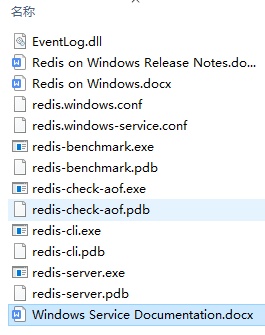 名称
EventLog.dll
Redis on Windows Release Notes.do...
Redis on Windows.docx
redis.windows.conf
redis.windows-service.conf
redis-benchmark.exe
redis-benchmark.pdb
redis-check-aof.exe
redis-check-aof.pdb
redis-cli.exe
redis-cli.pdb
redis-server.exe
redis-server.pdb
Windows Service Documentation.docx